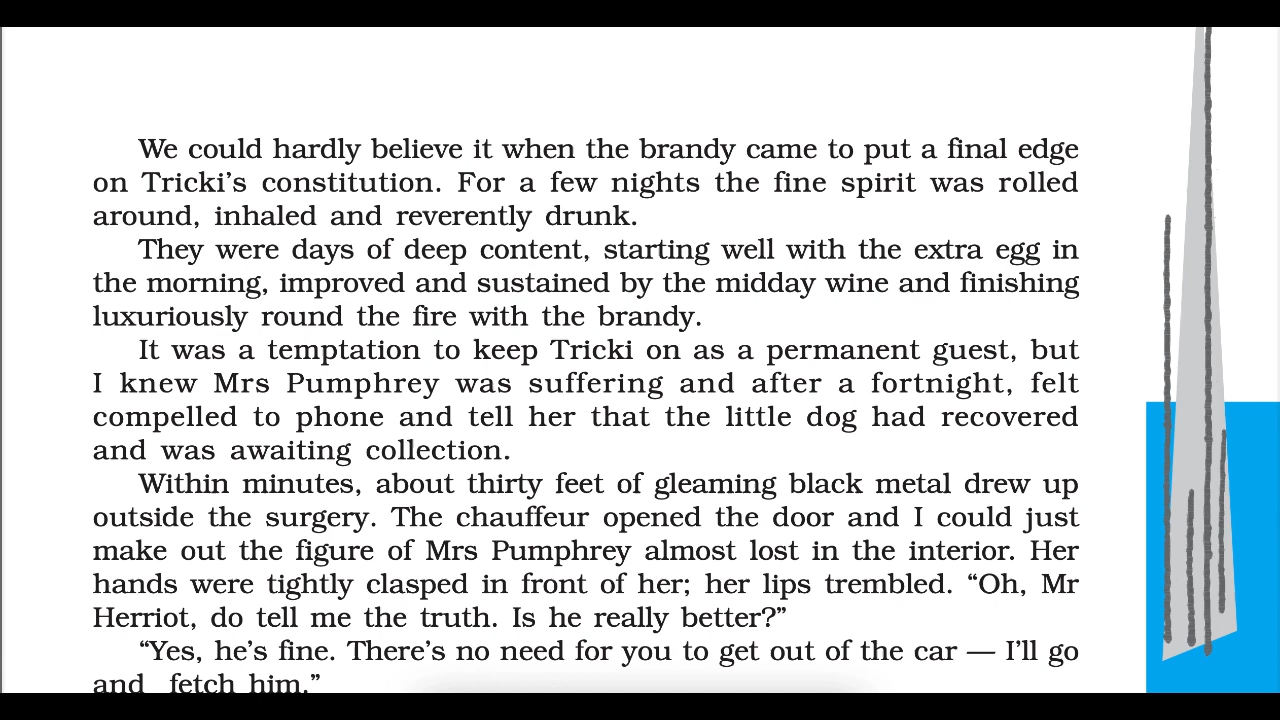 We could hardly believe it when the brandy came to put a final edge
on Tricki’s constitution. For a few nights the fine spirit was rolled
around, inhaled and reverently drunk.
They were days of deep content, starting well with the extra egg in
the morning, improved and sustained by the midday wine and finishing
luxuriously round the fire with the brandy.
It was a temptation to keep Tricki on as a permanent guest, but
I knew Mrs Pumphrey was suffering and after a fortnight, felt
compelled to phone and tell her that the little dog had recovered
and was awaiting collection.
Within minutes, about thirty feet of gleaming black metal drew up
outside the surgery. The chauffeur opened the door and I could just
make out the figure of Mrs Pumphrey almost lost in the interior. Her
hands were tightly clasped in front of her; her lips trembled. “Oh, Mr
Herriot, do tell me the truth. Is he really better?”
“Yes, he’s fine. There’s no need for you to get out of the car — I’ll go
and fetch him.”